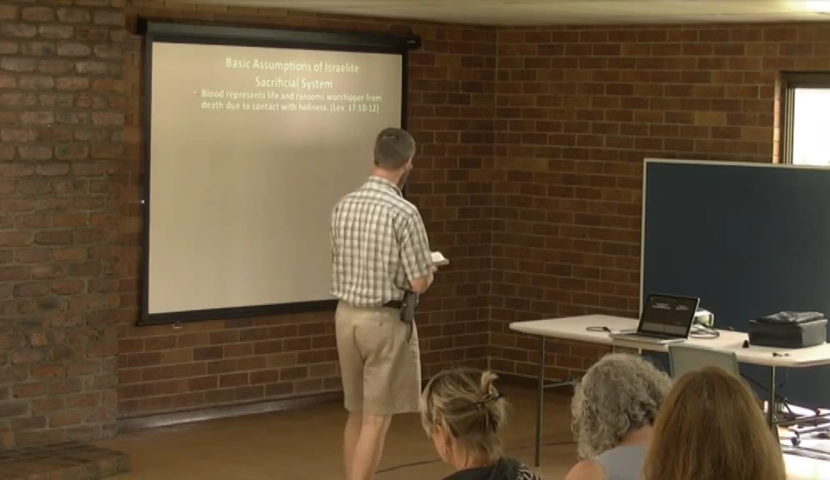 Basic Assumptions of Israelite
Sacrificial System
• Blood represents life and ransoms worshipper from
death due to contact with holiness. (Lev. 17:10-12)